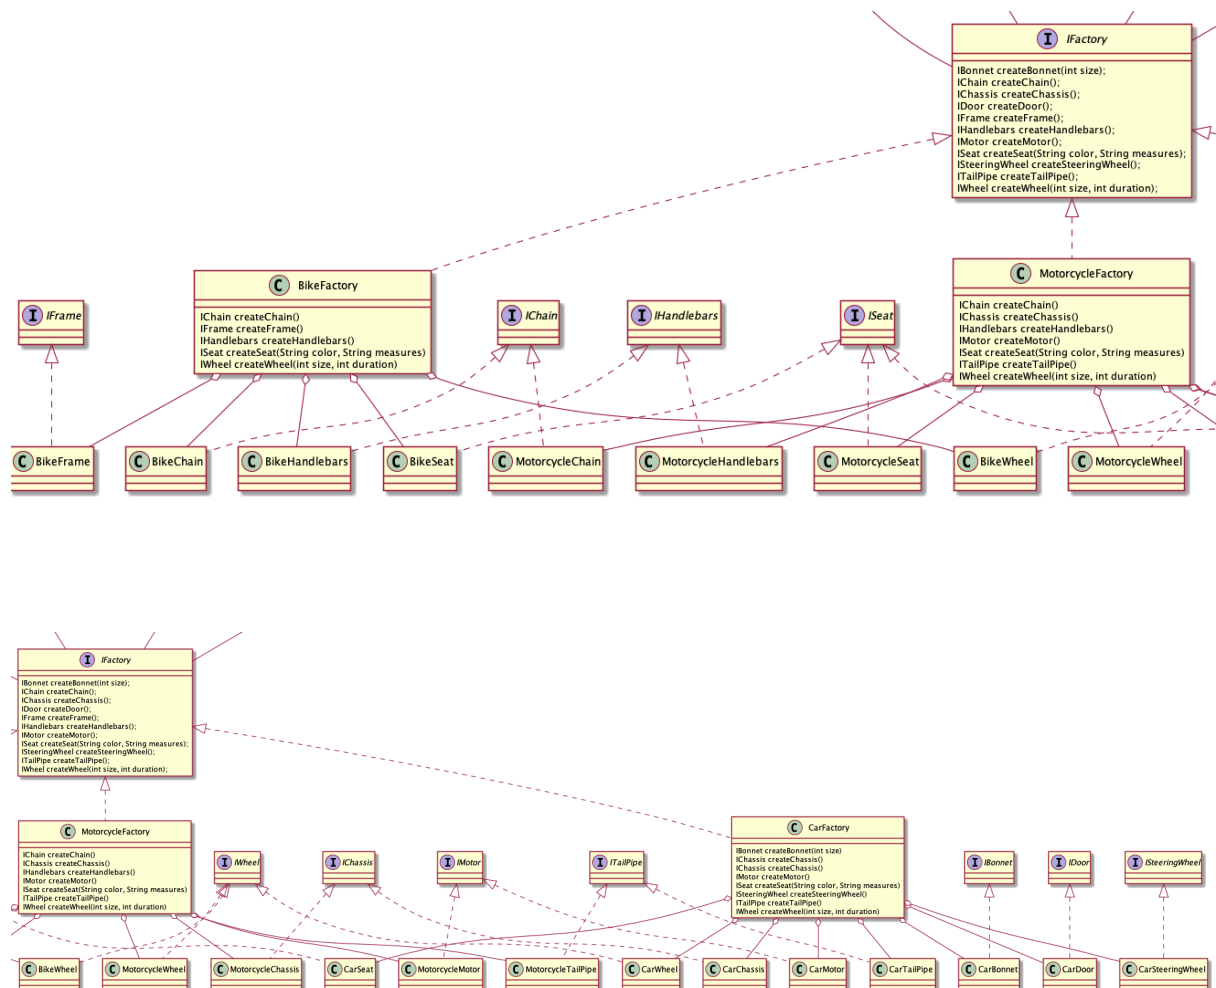 I IFactory
IBonnet createBonnet(int size);
IChain createChain();
IChassis createChassis();
IDoor createDoor();
IFrame createFrame();
IHandlebars createHandlebars();
IMotor createMotor();
ISeat createSeat(String color, String measures);
ISteeringWheel createSteeringWheel();
ITailPipe createTailPipe();
IWheel createWheel(int size, int duration);
C BikeFactory
IChain createChain()
IFrame createFrame()
IHandlebars createHandlebars()
ISeat createSeat(String color, String measures)
IWheel createWheel(int size, int duration)
C MotorcycleFactory
IChain createChain()
IChassis createChassis()
IHandlebars createHandlebars()
IMotor createMotor()
ISeat createSeat(String color, String measures)
ITailPipe createTailPipe()
IWheel createWheel(int size, int duration)
I IFrame
I IChain
I IHandlebars
I ISeat
C BikeFrame
C BikeChain
C BikeHandlebars
C BikeSeat
C MotorcycleChain
C MotorcycleHandlebars
C MotorcycleSeat
C BikeWheel
C MotorcycleWheel
I IFactory
IBonnet createBonnet(int size);
IChain createChain();
IChassis createChassis();
IDoor createDoor();
IFrame createFrame();
IHandlebars createHandlebars();
IMotor createMotor();
ISeat createSeat(String color, String measures);
ISteeringWheel createSteeringWheel();
ITailPipe createTailPipe();
IWheel createWheel(int size, int duration);
C MotorcycleFactory
IChain createChain()
IChassis createChassis()
IHandlebars createHandlebars()
IMotor createMotor()
ISeat createSeat(String color, String measures)
ITailPipe createTailPipe()
IWheel createWheel(int size, int duration)
I IWheel
I IChassis
I IMotor
I ITailPipe
C CarFactory
IBonnet createBonnet(int size)
IChassis createChassis()
IChassis createChassis()
IMotor createMotor()
ISeat createSeat(String color, String measures)
ISteeringWheel createSteeringWheel()
ITailPipe createTailPipe()
IWheel createWheel(int size, int duration)
I IBonnet
I IDoor
I ISteeringWheel
C BikeWheel
C MotorcycleWheel
C MotorcycleChassis
C CarSeat
C MotorcycleMotor
C MotorcycleTailPipe
C CarWheel
C CarChassis
C CarMotor
C CarTailPipe
C CarBonnet
C CarDoor
C CarSteeringWheel